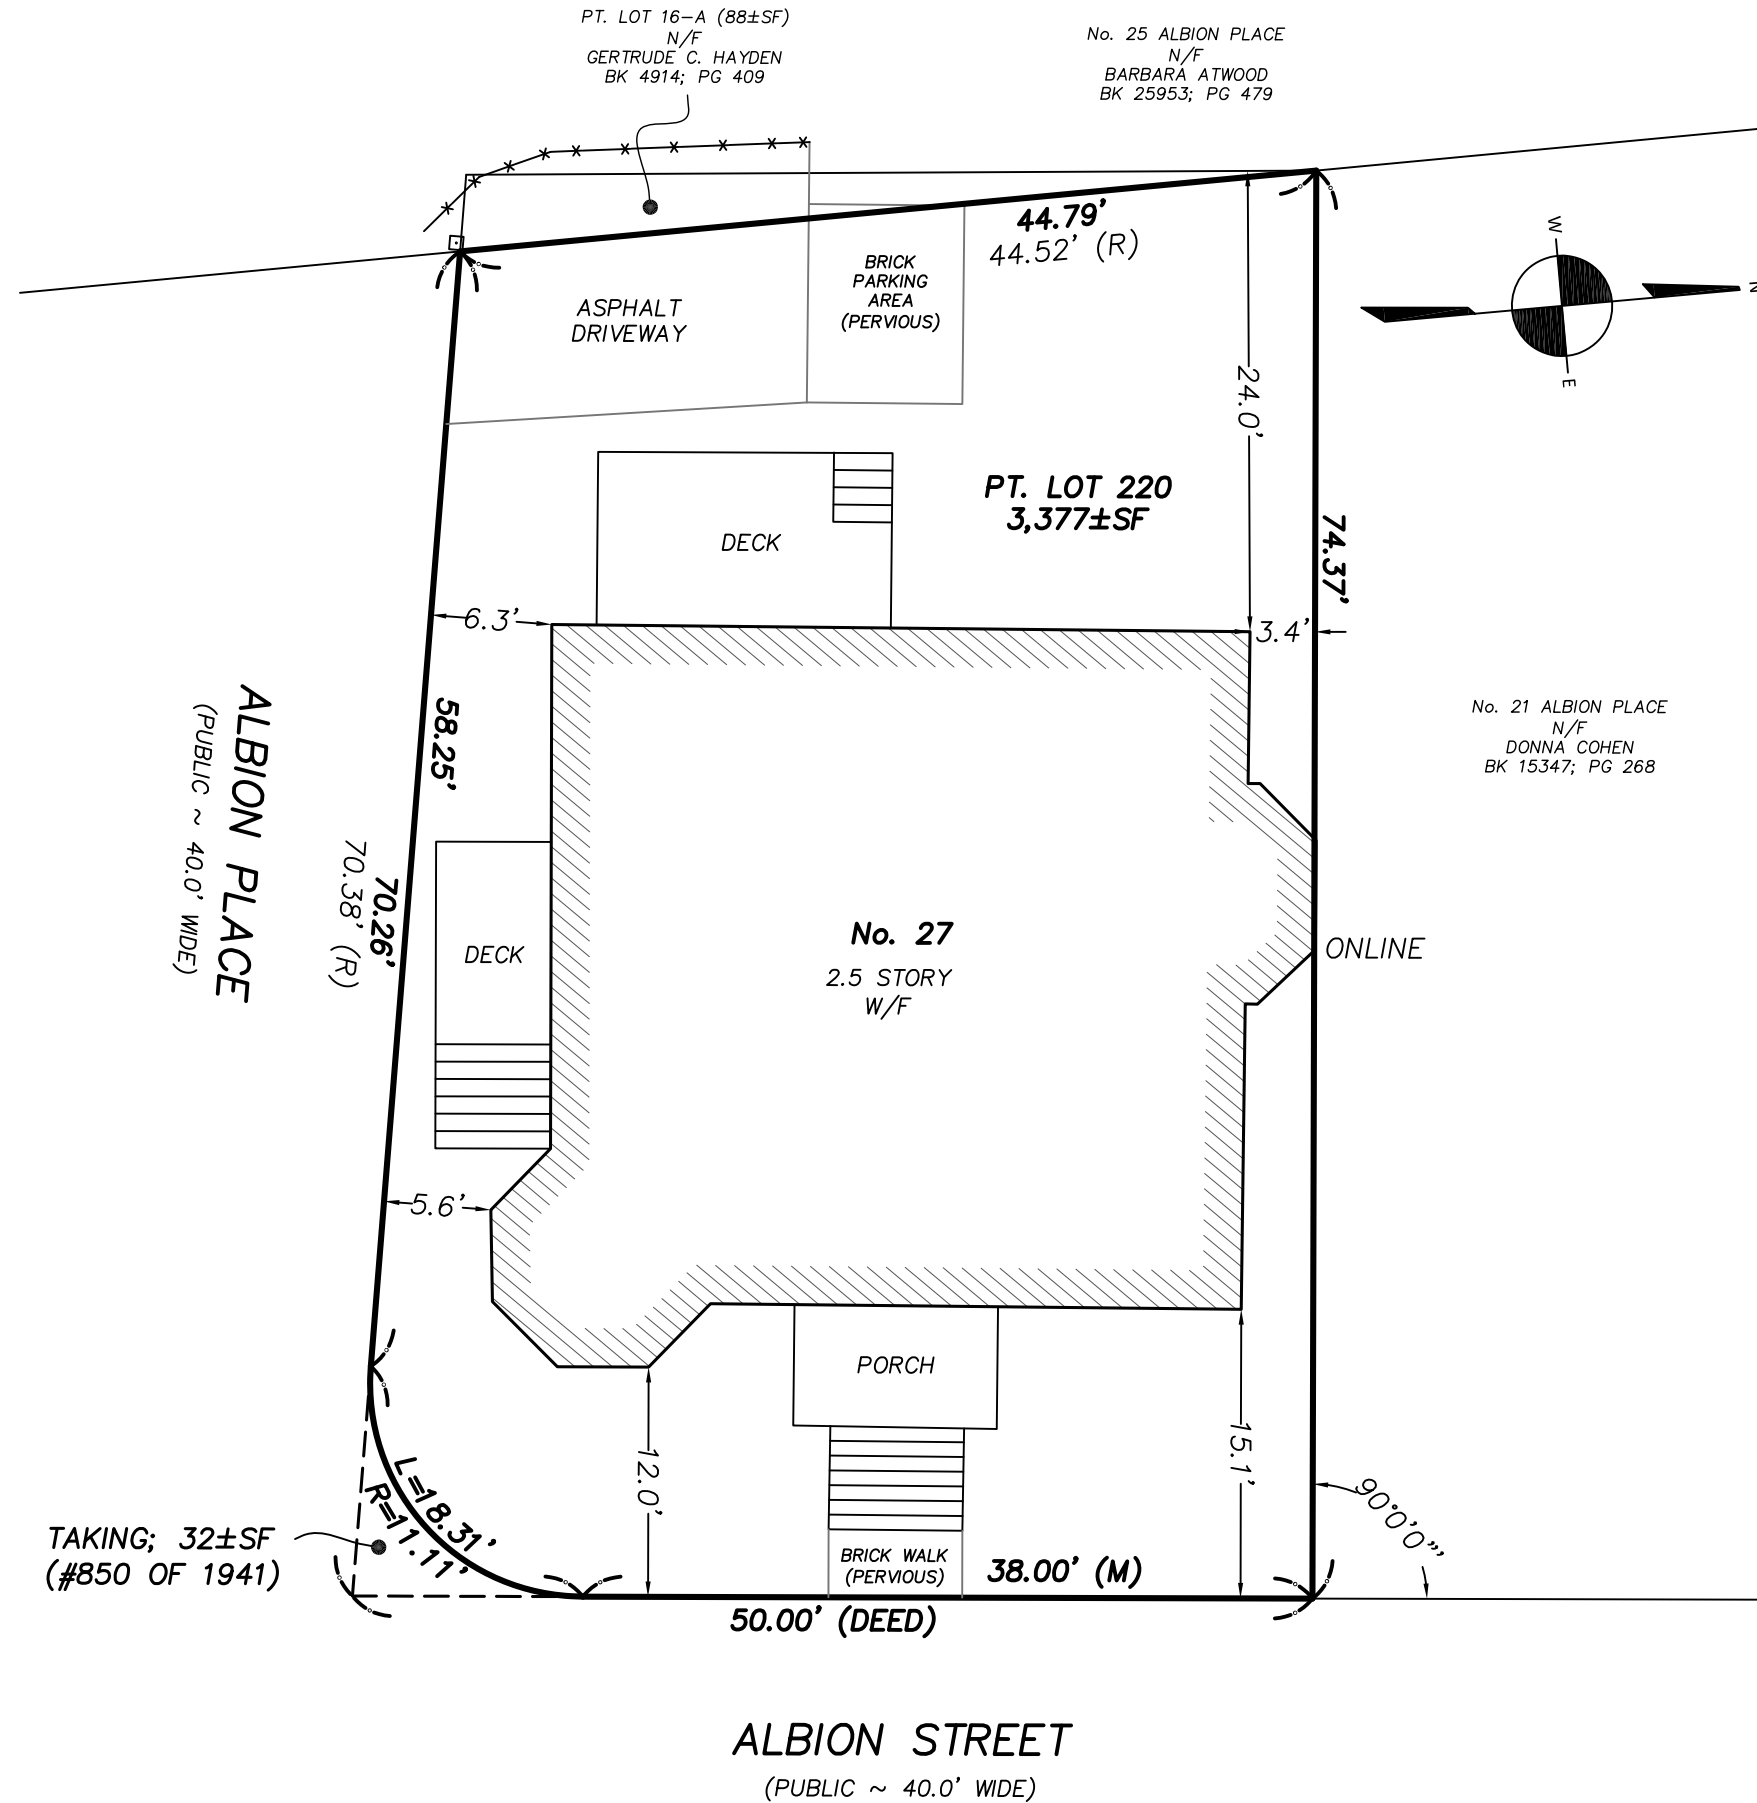 PT. LOT 16-A (88±SF)
N/F
GERTRUDE C. HAYDEN
BK 4914; PG 409
No. 25 ALBION PLACE
N/F
BARBARA ATWOOD
BK 25953; PG 479
44.79'
44.52' (R)
BRICK
PARKING
AREA
(PERVIOUS)
ASPHALT
DRIVEWAY
W
N
E
24.0'
PT. LOT 220
3,377±SF
74.37'
DECK
6.3'
3.4'
58.25'
No. 21 ALBION PLACE
N/F
DONNA COHEN
BK 15347; PG 268
ALBION PLACE
(PUBLIC ~ 40.0' WIDE)
70.26'
70.38' (R)
DECK
No. 27
2.5 STORY
W/F
ONLINE
5.6'
PORCH
12.0'
15.1'
90°0'0"
L=18.31'
R=11.11'
TAKING; 32±SF
(#850 OF 1941)
BRICK WALK
(PERVIOUS)
38.00' (M)
50.00' (DEED)
ALBION STREET
(PUBLIC ~ 40.0' WIDE)